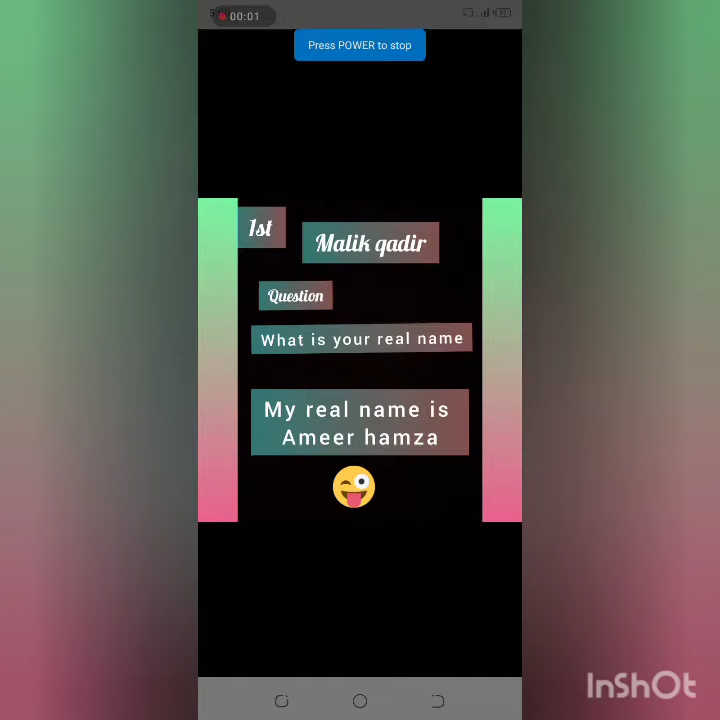 00:01
Press POWER to stop
1st
Malik qadir
Question
What is your real name
My real name is
Ameer hamza
InShOt